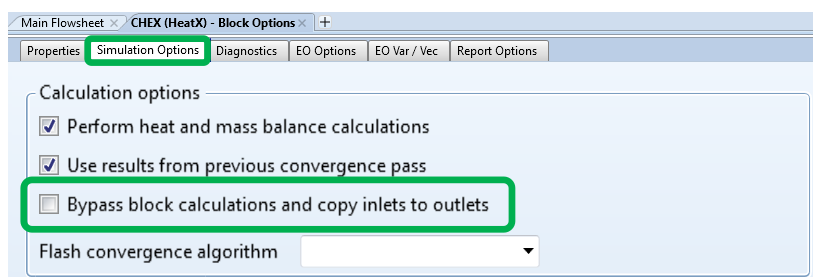 Main Flowsheet × CHEX (HeatX) - Block Options × +
Properties Simulation Options Diagnostics EO Options EO Var / Vec Report Options
Calculation options
Perform heat and mass balance calculations
Use results from previous convergence pass
Bypass block calculations and copy inlets to outlets
Flash convergence algorithm